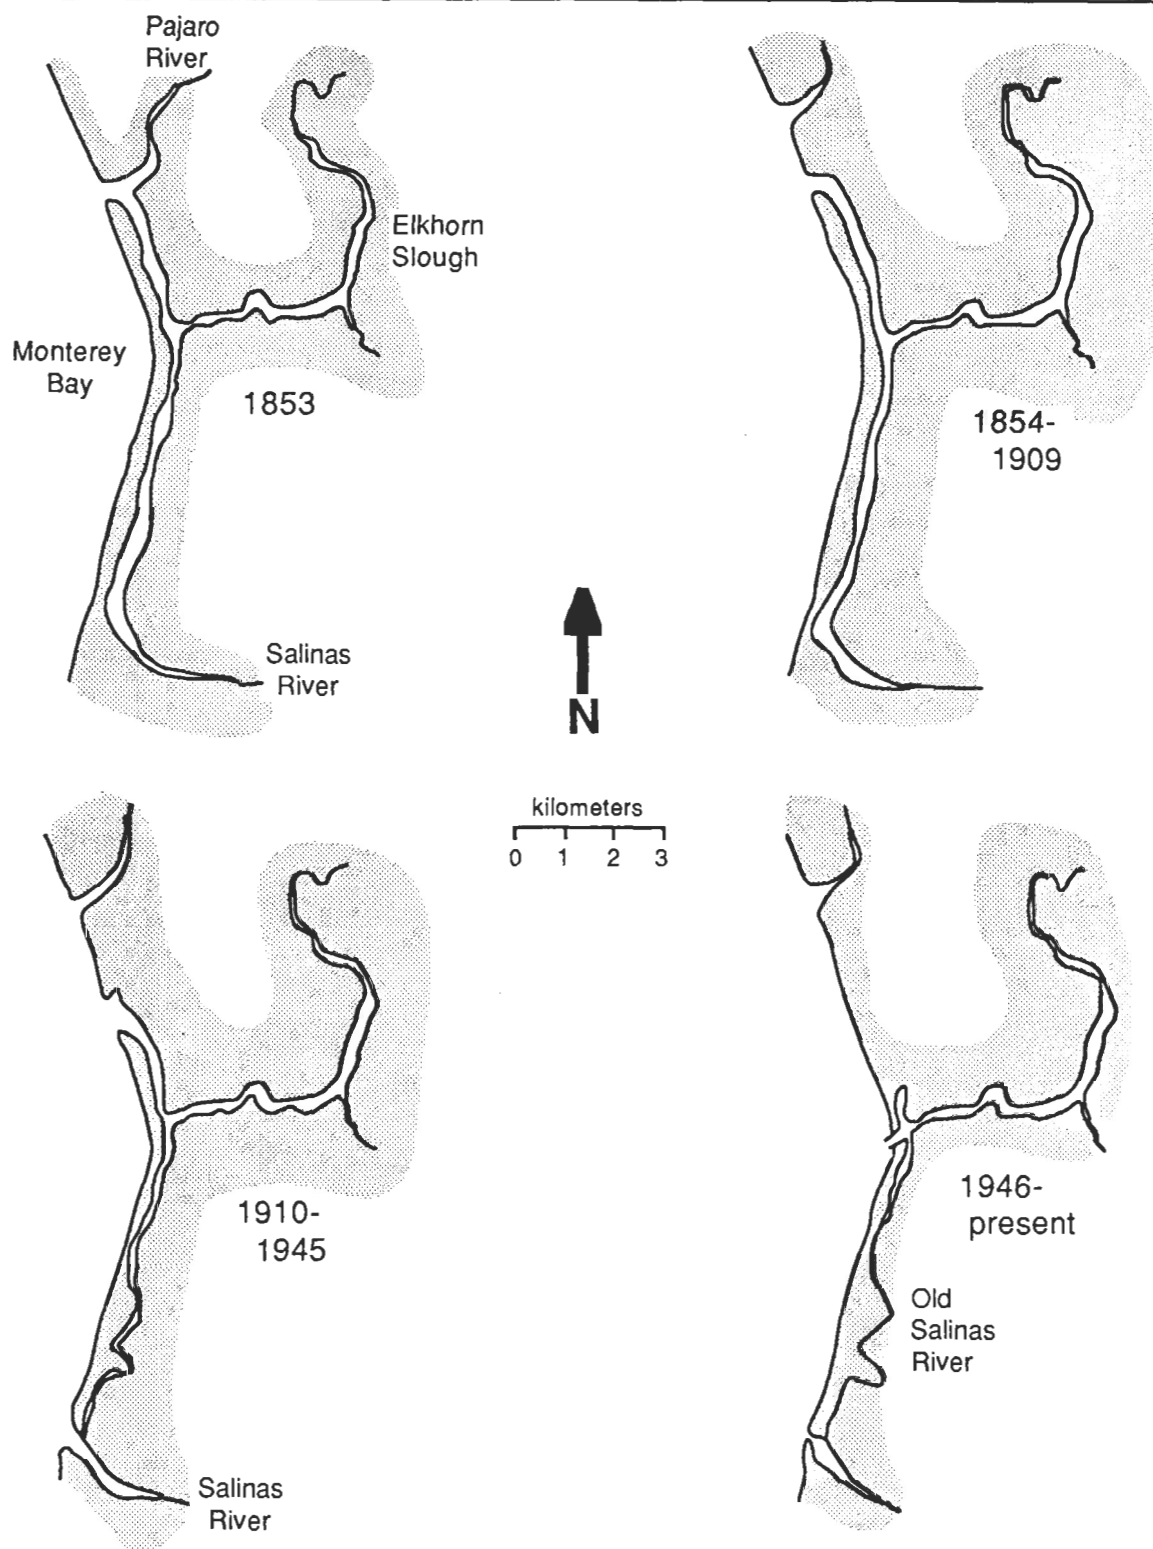 Pajaro
River
Elkhorn
Slough
Monterey
Bay
1853
1854-
1909
Salinas
River
N
kilometers
0 1 2 3
1910-
1945
1946-
present
Old
Salinas
River
Salinas
River